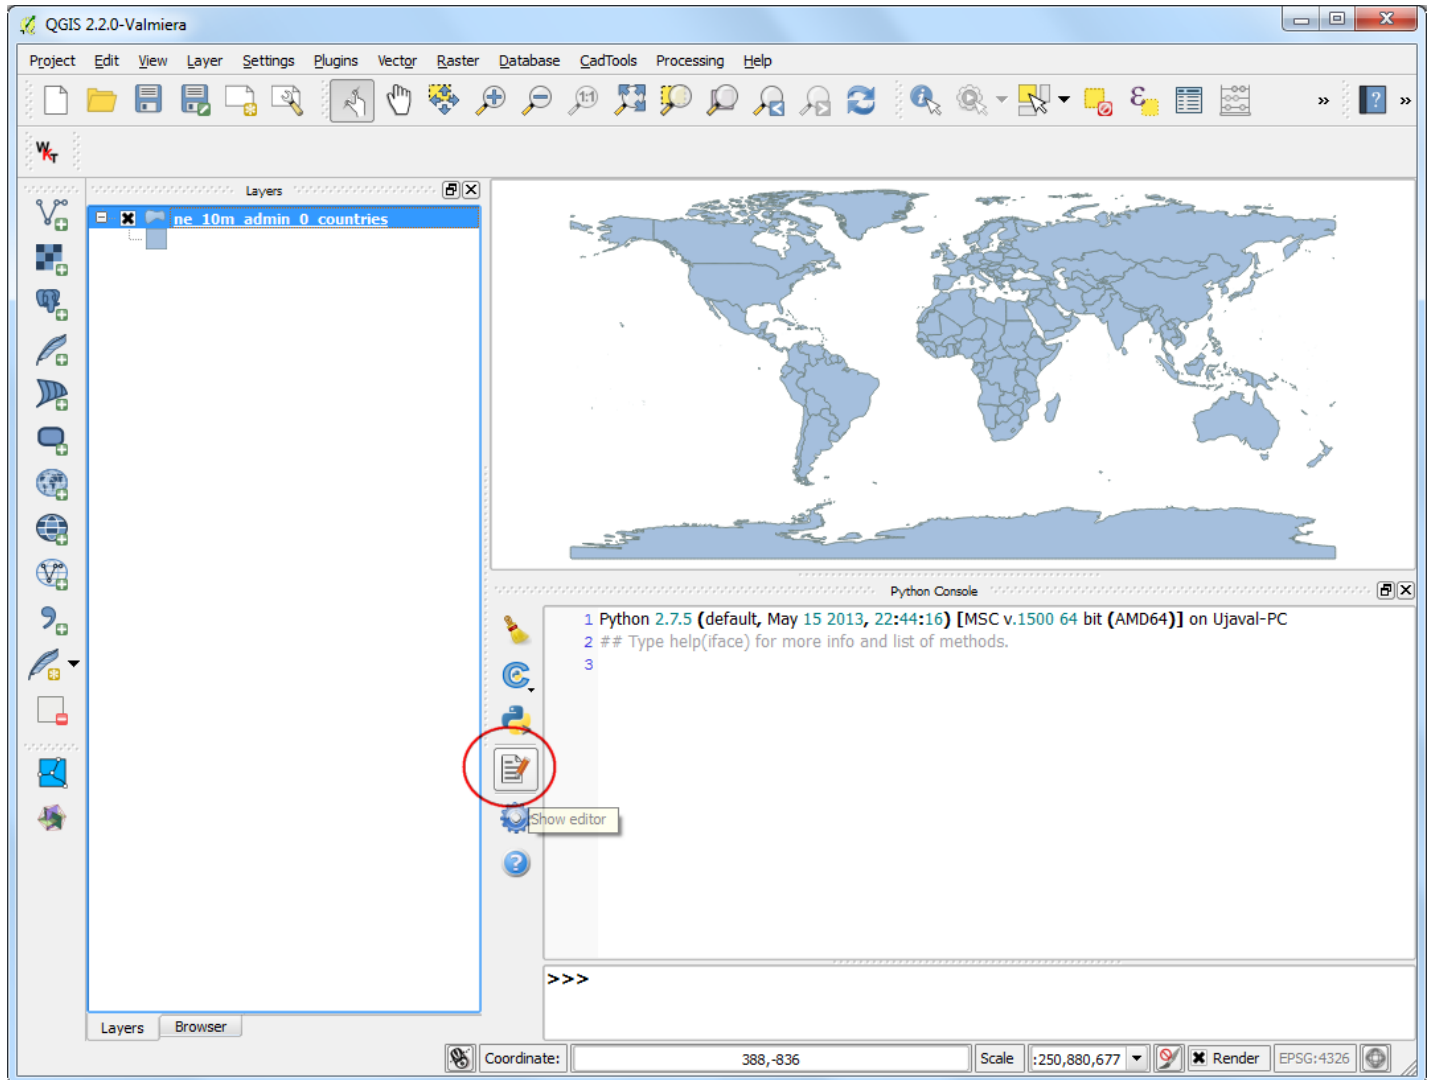 QGIS 2.2.0-Valmiera
Project Edit View Layer Settings Plugins Vector Raster Database CadTools Processing Help
1:1
ε
?
»
»
WKT
Layers
ne_10m_admin_0_countries
Python Console
1 Python 2.7.5 (default, May 15 2013, 22:44:16) [MSC v.1500 64 bit (AMD64)] on Ujaval-PC
2 ## Type help(iface) for more info and list of methods.
3
Show editor
?
>>>
Layers Browser
Coordinate: 388,-836 Scale :250,880,677 Render EPSG:4326